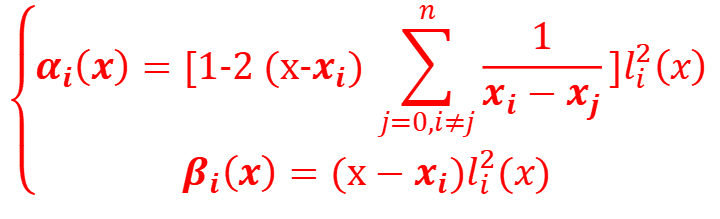 αᵢ(x) = [1-2 (x-xᵢ) ∑_{j=0,i≠j}^{n} 1/(xᵢ − xⱼ)]lᵢ²(x)
βᵢ(x) = (x − xᵢ)lᵢ²(x)